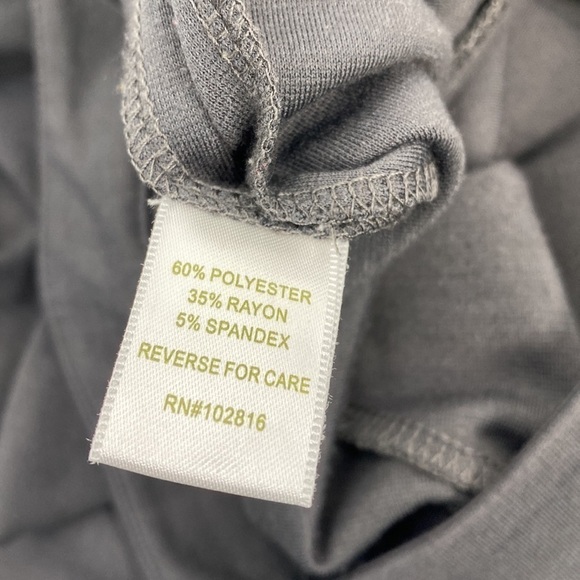 60% POLYESTER
35% RAYON
5% SPANDEX
REVERSE FOR CARE
RN#102816